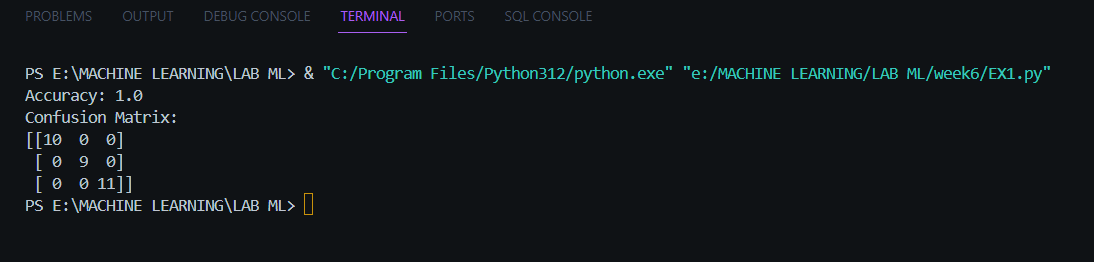 PROBLEMS OUTPUT DEBUG CONSOLE TERMINAL PORTS SQL CONSOLE
PS E:\MACHINE LEARNING\LAB ML> & "C:/Program Files/Python312/python.exe" "e:/MACHINE LEARNING/LAB ML/week6/EX1.py"
Accuracy: 1.0
Confusion Matrix:
[[10  0  0]
 [ 0  9  0]
 [ 0  0 11]]
PS E:\MACHINE LEARNING\LAB ML>